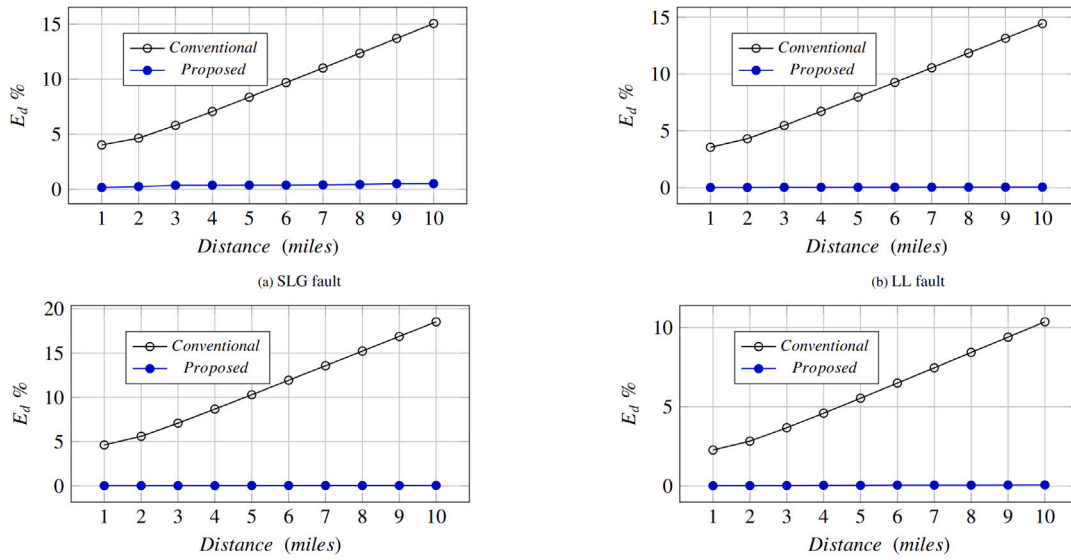 15
10
5
0
E_d %
Conventional
Proposed
1 2 3 4 5 6 7 8 9 10
Distance (miles)
(a) SLG fault
15
10
5
0
E_d %
Conventional
Proposed
1 2 3 4 5 6 7 8 9 10
Distance (miles)
(b) LL fault
20
15
10
5
0
E_d %
Conventional
Proposed
1 2 3 4 5 6 7 8 9 10
Distance (miles)
10
5
0
E_d %
Conventional
Proposed
1 2 3 4 5 6 7 8 9 10
Distance (miles)